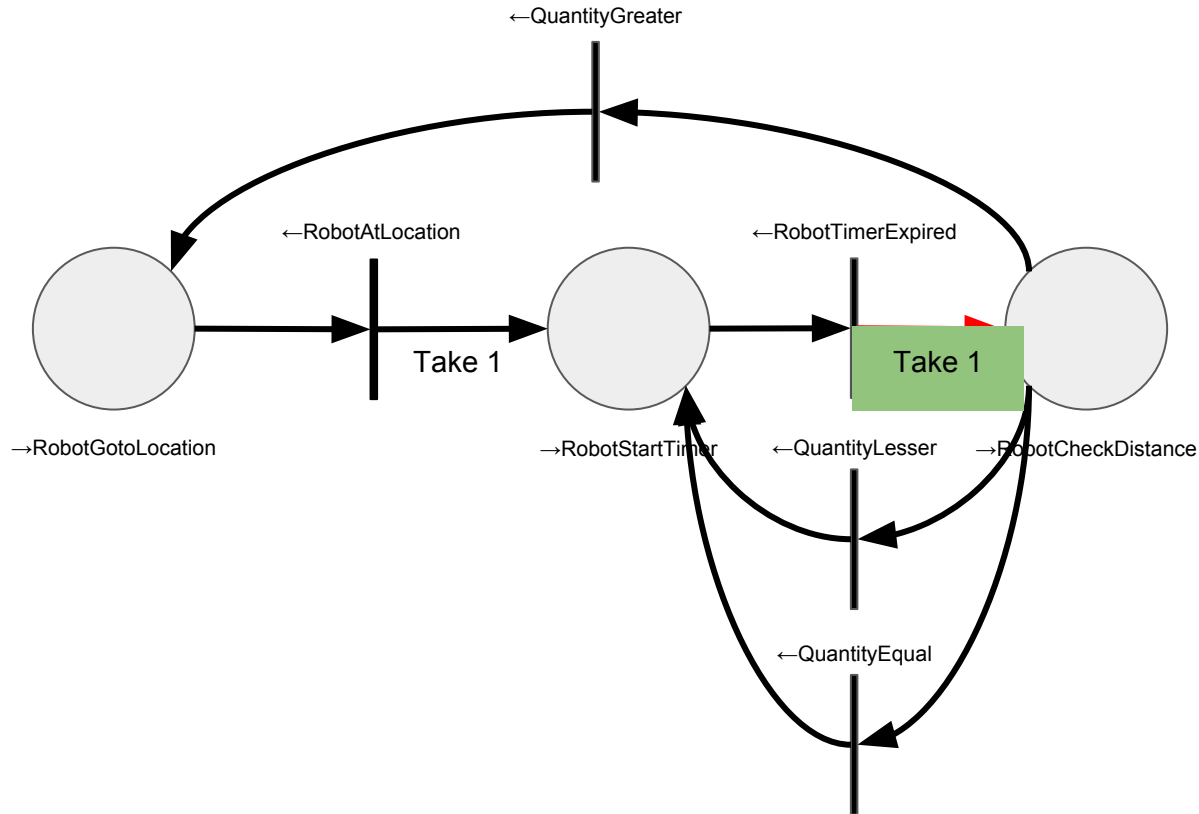 ←QuantityGreater
←RobotAtLocation
←RobotTimerExpired
Take 1
Take 1
→RobotGotoLocation
→RobotStartTimer
←QuantityLesser
→RobotCheckDistance
←QuantityEqual